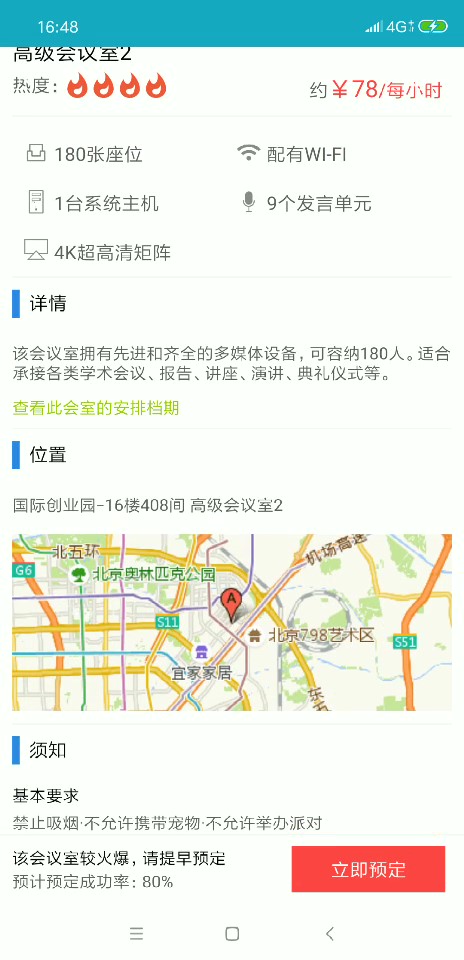 16:48
4G
高级会议室2
热度:
约￥78/每小时
180张座位
配有WI-FI
1台系统主机
9个发言单元
4K超高清矩阵
详情
该会议室拥有先进和齐全的多媒体设备，可容纳180人。适合
承接各类学术会议、报告、讲座、演讲、典礼仪式等。
查看此会室的安排档期
位置
国际创业园-16楼408间 高级会议室2
北五环
机场高速
G6
北京奥林匹克公园
A
S11
北京798艺术区
S51
宜家家居
东五
须知
基本要求
禁止吸烟·不允许携带宠物·不允许举办派对
该会议室较火爆，请提早预定
预计预定成功率: 80%
立即预定